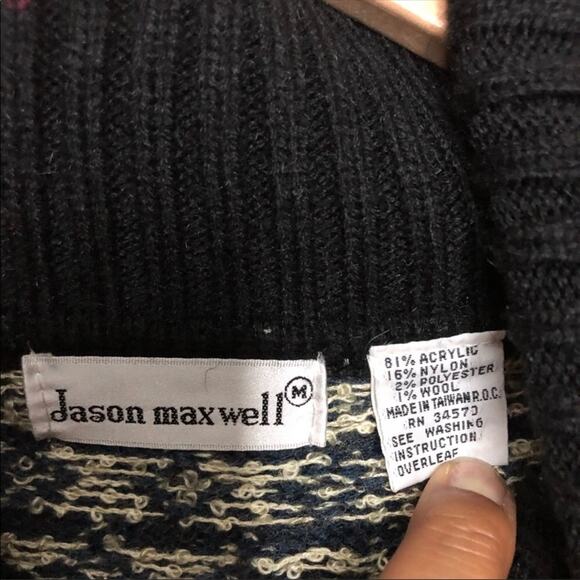 Jason maxwell M
81% ACRYLIC
16% NYLON
2% POLYESTER
1% WOOL
MADE IN TAIWAN R.O.C.
RN 34570
SEE WASHING
INSTRUCTION
OVERLEAF